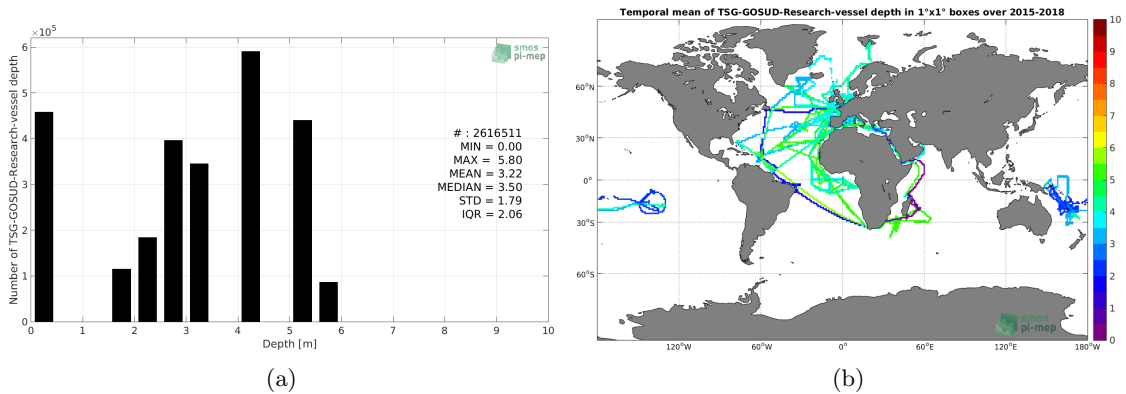 ×10⁵
6
5
4
3
2
1
0
Number of TSG-GOSUD-Research-vessel depth
smos
pi-mep
# : 2616511
MIN = 0.00
MAX = 5.80
MEAN = 3.22
MEDIAN = 3.50
STD = 1.79
IQR = 2.06
0 1 2 3 4 5 6 7 8 9 10
Depth [m]
(a)
Temporal mean of TSG-GOSUD-Research-vessel depth in 1°x1° boxes over 2015-2018
60°N
30°N
0°
30°S
60°S
120°W 60°W 0° 60°E 120°E 180°W
smos
pi-mep
10
9
8
7
6
5
4
3
2
1
0
(b)